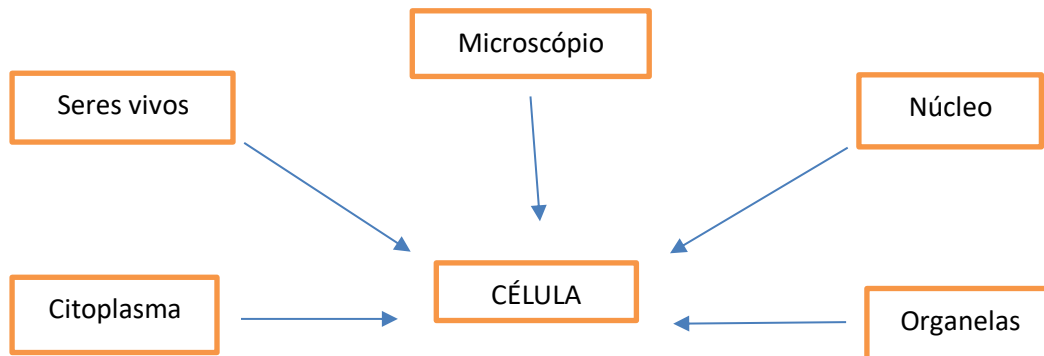 Microscópio
Seres vivos
Núcleo
Citoplasma
CÉLULA
Organelas